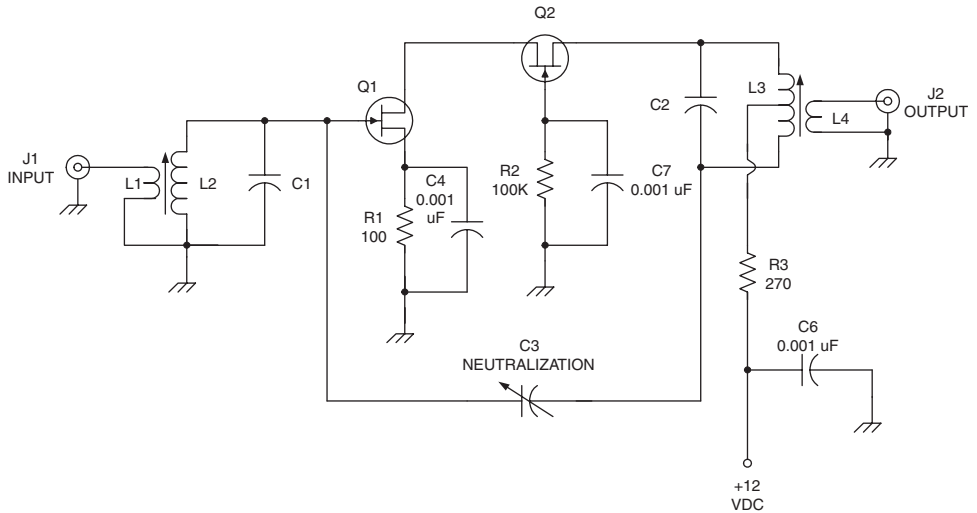 Q2
Q1
J1
INPUT
L1
L2
C1
R1
100
C4
0.001
uF
R2
100K
C7
0.001 uF
C2
L3
L4
J2
OUTPUT
R3
270
C6
0.001 uF
C3
NEUTRALIZATION
+12
VDC